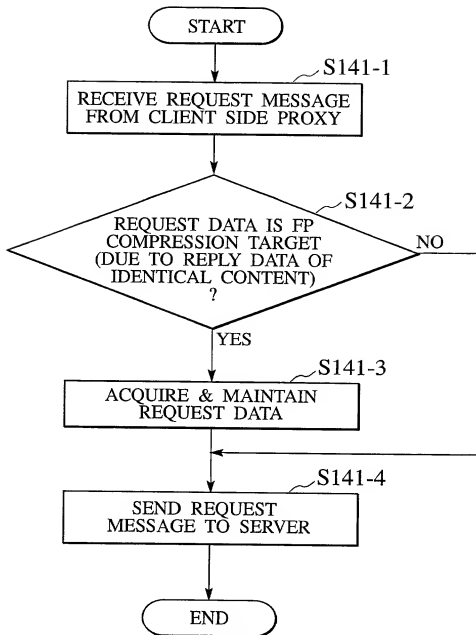 START
S141-1
RECEIVE REQUEST MESSAGE
FROM CLIENT SIDE PROXY
S141-2
REQUEST DATA IS FP
COMPRESSION TARGET
(DUE TO REPLY DATA OF
IDENTICAL CONTENT)
?
NO
YES
S141-3
ACQUIRE & MAINTAIN
REQUEST DATA
S141-4
SEND REQUEST
MESSAGE TO SERVER
END